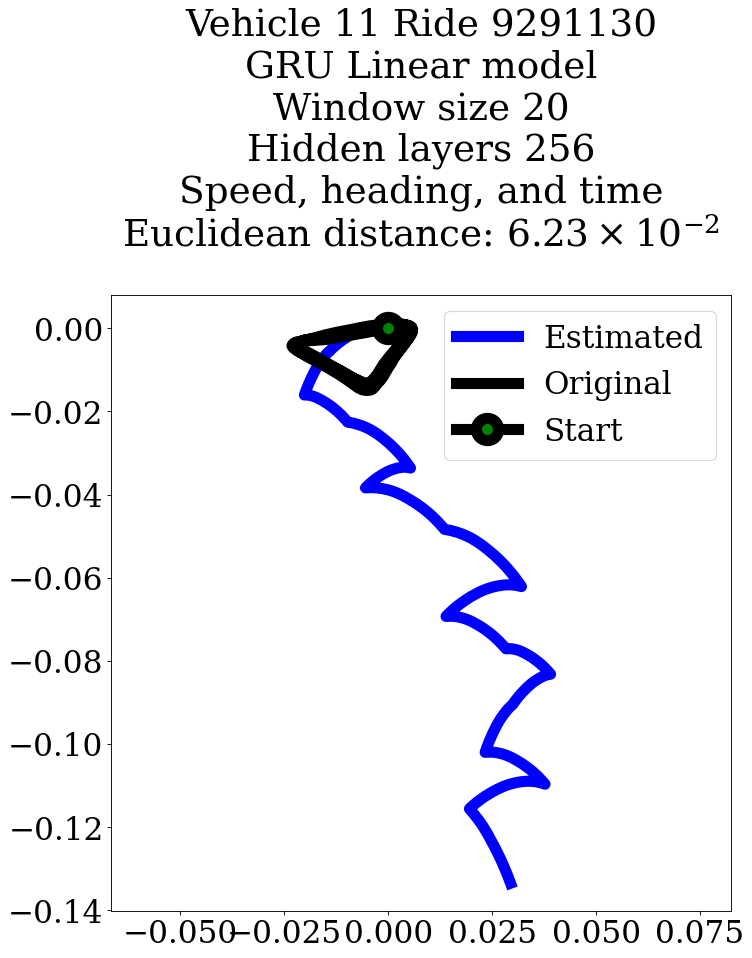 Vehicle 11 Ride 9291130
GRU Linear model
Window size 20
Hidden layers 256
Speed, heading, and time
Euclidean distance: 6.23 × 10⁻²
Estimated
Original
Start
0.00
−0.02
−0.04
−0.06
−0.08
−0.10
−0.12
−0.14
−0.050 −0.025 0.000 0.025 0.050 0.075